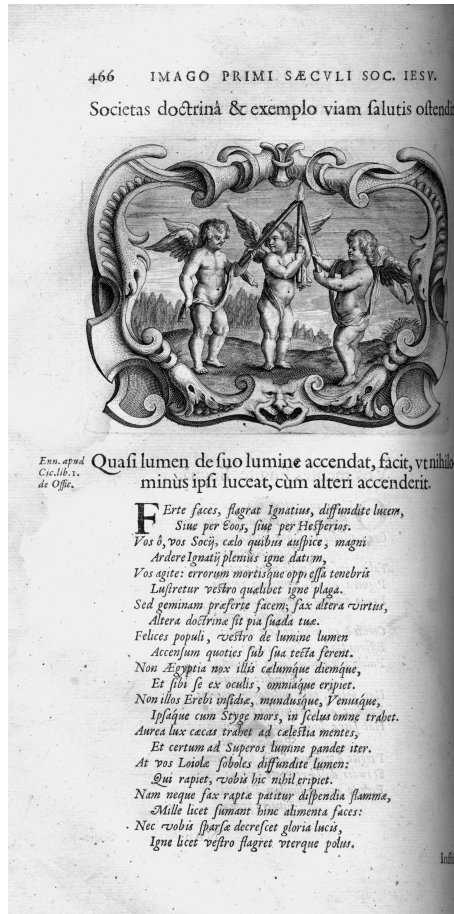 466 IMAGO PRIMI SÆCULI SOC. IESV.
Societas doctrinâ & exemplo viam ſalutis oſtendit
Enn. apud
Cic. lib. 1.
de Offic.
Quaſi lumen de ſuo lumine accendat, facit, vt nihilo
minùs ipſi luceat, cùm alteri accenderit.
FErte faces, flagrat Ignatius, diffundite lucem,
Siue per Eoos, ſiue per Heſperios.
Vos ô, vos Socij, cælo quibus auſpice, magni
Ardere Ignatij plenius igne datum,
Vos agite: errorum mortiſque oppreſſa tenebris
Luſtretur veſtro quælibet igne plaga.
Sed geminam præferte facem; fax altera virtus,
Altera doctrinæ ſit pia ſuada tuæ.
Felices populi, veſtro de lumine lumen
Accenſum quoties ſub ſua tecta ferent.
Non Ægyptia nox illis cælumque diemque,
Et ſibi ſe ex oculis, omniaque eripiet.
Non illos Erebi inſidiæ, mundusque, Venusque,
Ipſaque cum Styge mors, in ſcelus omne trahet.
Aurea lux cæcas trahet ad cæleſtia mentes,
Et certum ad Superos lumine pandet iter.
At vos Loiolæ ſoboles diffundite lumen:
Qui rapiet, vobis hic nihil eripiet.
Nam neque fax raptæ patitur diſpendia flammæ,
Mille licet ſumant hinc alimenta faces:
Nec vobis ſparſæ decreſcet gloria lucis,
Igne licet veſtro flagret vterque polus.